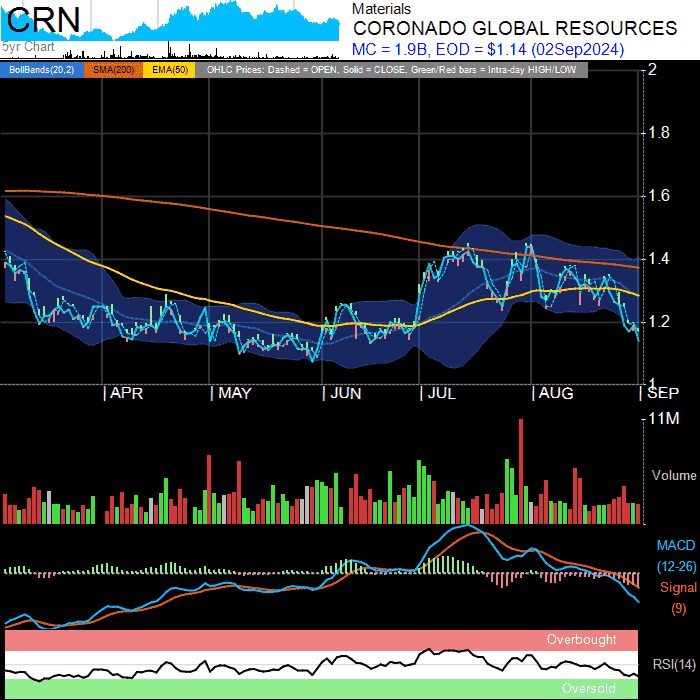 CRN
5yr Chart
Materials
CORONADO GLOBAL RESOURCES
MC = 1.9B, EOD = $1.14 (02Sep2024)
BollBands(20,2) SMA(200) EMA(50) OHLC Prices: Dashed = OPEN, Solid = CLOSE, Green/Red bars = Intra-day HIGH/LOW
2
1.8
1.6
1.4
1.2
1
APR MAY JUN JUL AUG SEP
11M
Volume
MACD
(12-26)
Signal
(9)
Overbought
RSI(14)
Oversold